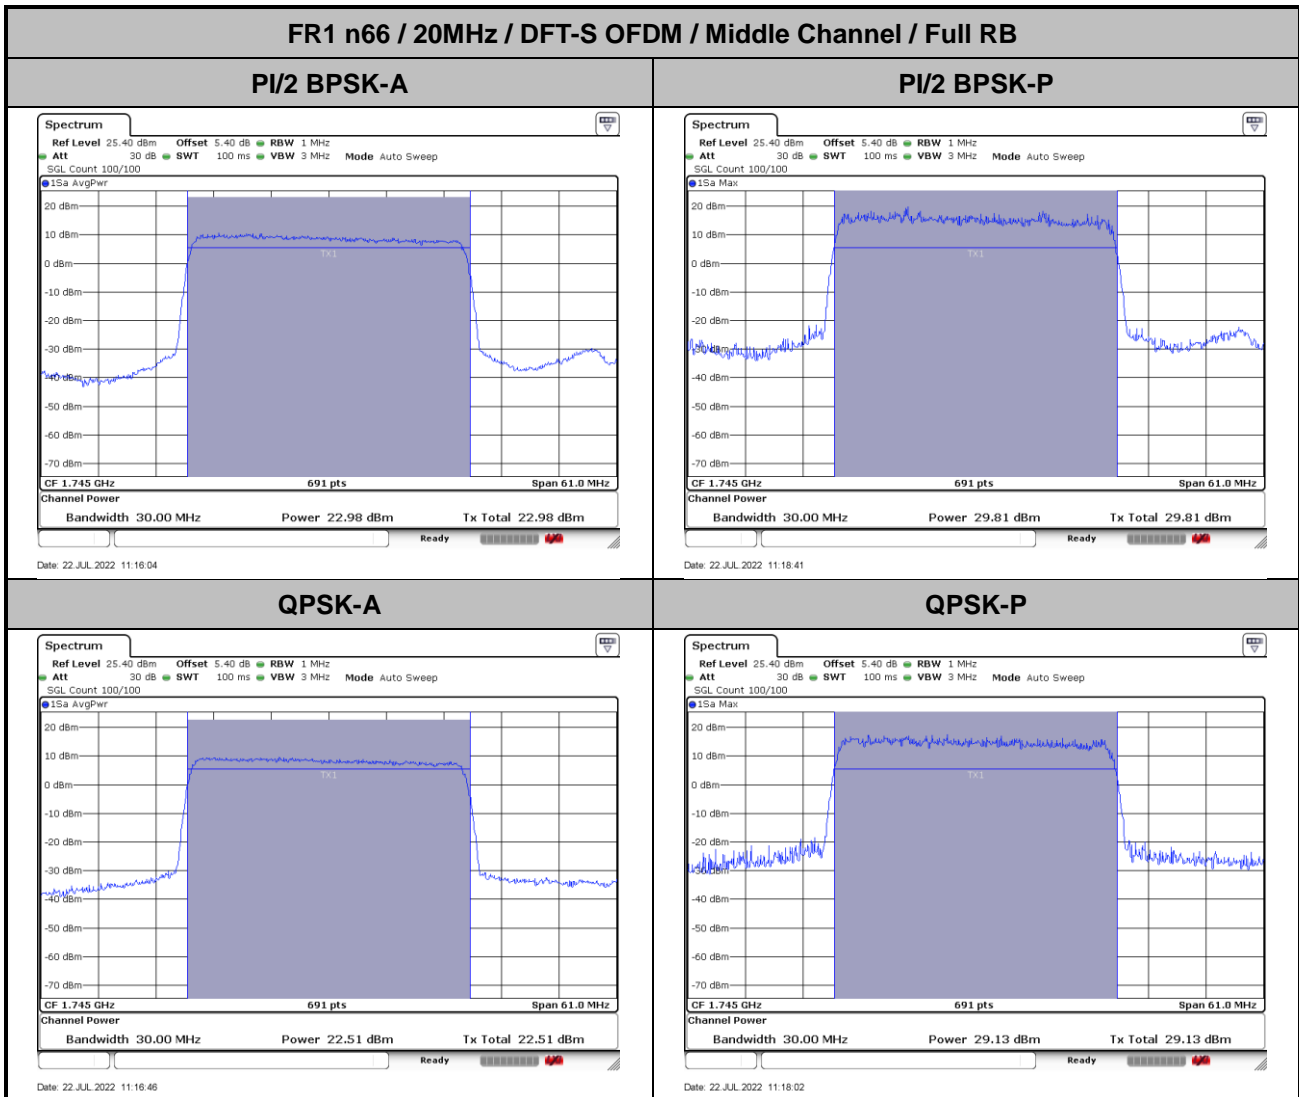 FR1 n66 / 20MHz / DFT-S OFDM / Middle Channel / Full RB
PI/2 BPSK-A
PI/2 BPSK-P
Spectrum
Ref Level 25.40 dBm Offset 5.40 dB RBW 1 MHz
Att 30 dB SWT 100 ms VBW 3 MHz Mode Auto Sweep
SGL Count 100/100
1Sa AvgPwr
20 dBm
10 dBm
TX1
0 dBm
-10 dBm
-20 dBm
-30 dBm
-40 dBm
-50 dBm
-60 dBm
-70 dBm
CF 1.745 GHz 691 pts Span 61.0 MHz
Channel Power
Bandwidth 30.00 MHz Power 22.98 dBm Tx Total 22.98 dBm
Ready
Date: 22.JUL.2022 11:16:04
Spectrum
Ref Level 25.40 dBm Offset 5.40 dB RBW 1 MHz
Att 30 dB SWT 100 ms VBW 3 MHz Mode Auto Sweep
SGL Count 100/100
1Sa Max
20 dBm
10 dBm
TX1
0 dBm
-10 dBm
-20 dBm
-30 dBm
-40 dBm
-50 dBm
-60 dBm
-70 dBm
CF 1.745 GHz 691 pts Span 61.0 MHz
Channel Power
Bandwidth 30.00 MHz Power 29.81 dBm Tx Total 29.81 dBm
Ready
Date: 22.JUL.2022 11:18:41
QPSK-A
QPSK-P
Spectrum
Ref Level 25.40 dBm Offset 5.40 dB RBW 1 MHz
Att 30 dB SWT 100 ms VBW 3 MHz Mode Auto Sweep
SGL Count 100/100
1Sa AvgPwr
20 dBm
10 dBm
TX1
0 dBm
-10 dBm
-20 dBm
-30 dBm
-40 dBm
-50 dBm
-60 dBm
-70 dBm
CF 1.745 GHz 691 pts Span 61.0 MHz
Channel Power
Bandwidth 30.00 MHz Power 22.51 dBm Tx Total 22.51 dBm
Ready
Date: 22.JUL.2022 11:16:46
Spectrum
Ref Level 25.40 dBm Offset 5.40 dB RBW 1 MHz
Att 30 dB SWT 100 ms VBW 3 MHz Mode Auto Sweep
SGL Count 100/100
1Sa Max
20 dBm
10 dBm
TX1
0 dBm
-10 dBm
-20 dBm
-30 dBm
-40 dBm
-50 dBm
-60 dBm
-70 dBm
CF 1.745 GHz 691 pts Span 61.0 MHz
Channel Power
Bandwidth 30.00 MHz Power 29.13 dBm Tx Total 29.13 dBm
Ready
Date: 22.JUL.2022 11:18:02